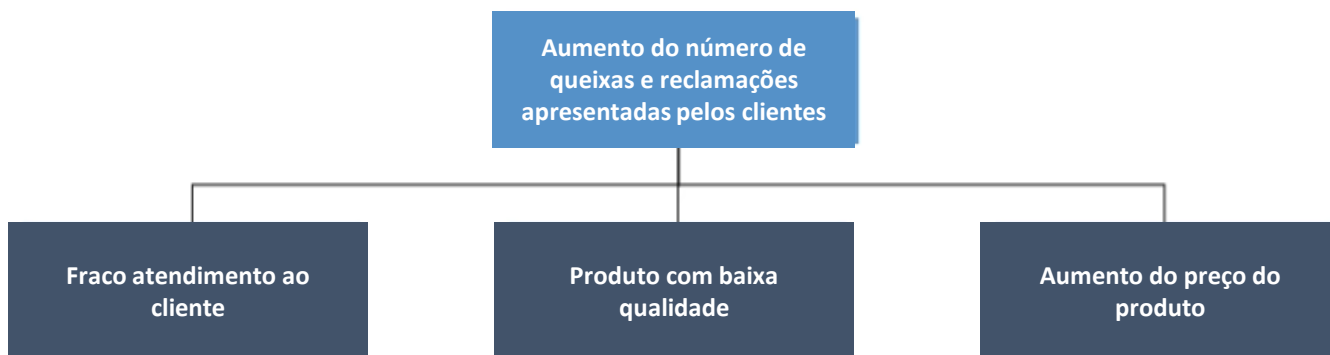 Aumento do número de
queixas e reclamações
apresentadas pelos clientes
Fraco atendimento ao
cliente
Produto com baixa
qualidade
Aumento do preço do
produto